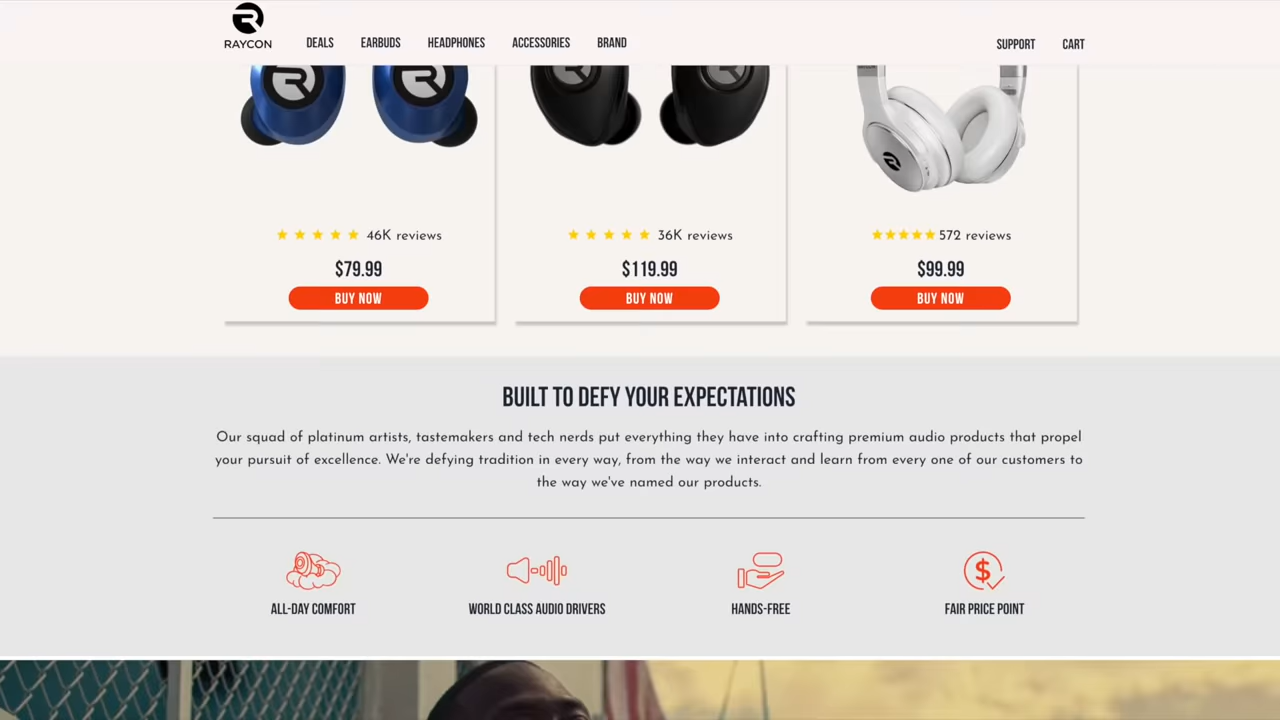 RAYCON
DEALS
EARBUDS
HEADPHONES
ACCESSORIES
BRAND
SUPPORT
CART
46K reviews
36K reviews
572 reviews
$79.99
$119.99
$99.99
BUY NOW
BUY NOW
BUY NOW
BUILT TO DEFY YOUR EXPECTATIONS
Our squad of platinum artists, tastemakers and tech nerds put everything they have into crafting premium audio products that propel
your pursuit of excellence. We're defying tradition in every way, from the way we interact and learn from every one of our customers to
the way we've named our products.
ALL-DAY COMFORT
WORLD CLASS AUDIO DRIVERS
HANDS-FREE
FAIR PRICE POINT